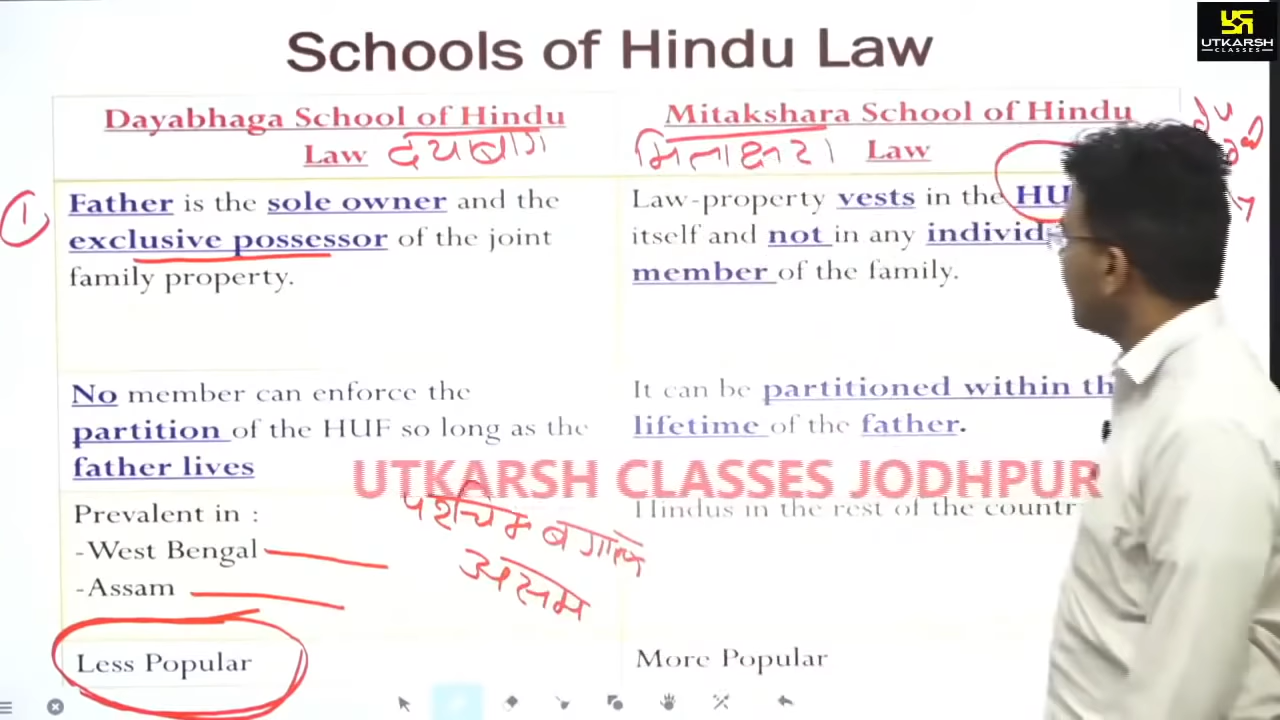 Schools of Hindu Law
UTKARSH
CLASSES
Dayabhaga School of Hindu
Law दयबाग
Mitakshara School of Hindu
मिताक्षरा Law
1
Father is the sole owner and the
exclusive possessor of the joint
family property.
Law-property vests in the HU
itself and not in any individ
member of the family.
No member can enforce the
partition of the HUF so long as the
father lives
It can be partitioned within th
lifetime of the father.
UTKARSH CLASSES JODHPUR
Prevalent in :
-West Bengal
-Assam
पश्चिम बगाल
असम
Hindus in the rest of the countr
Less Popular
More Popular